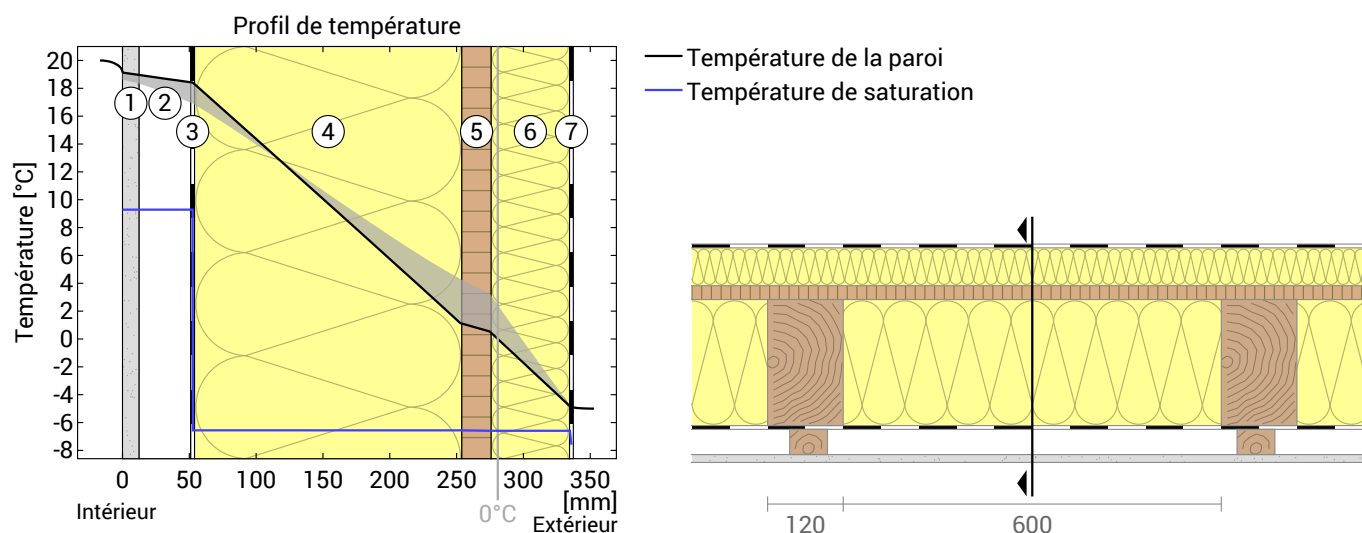 Profil de température
Température de la paroi
Température de saturation
Température [°C]
20
18
16
14
12
10
8
6
4
2
0
-2
-4
-6
-8
1
2
3
4
5
6
7
0 50 100 150 200 250 300 350
[mm]
Intérieur
0°C
Extérieur
120
600